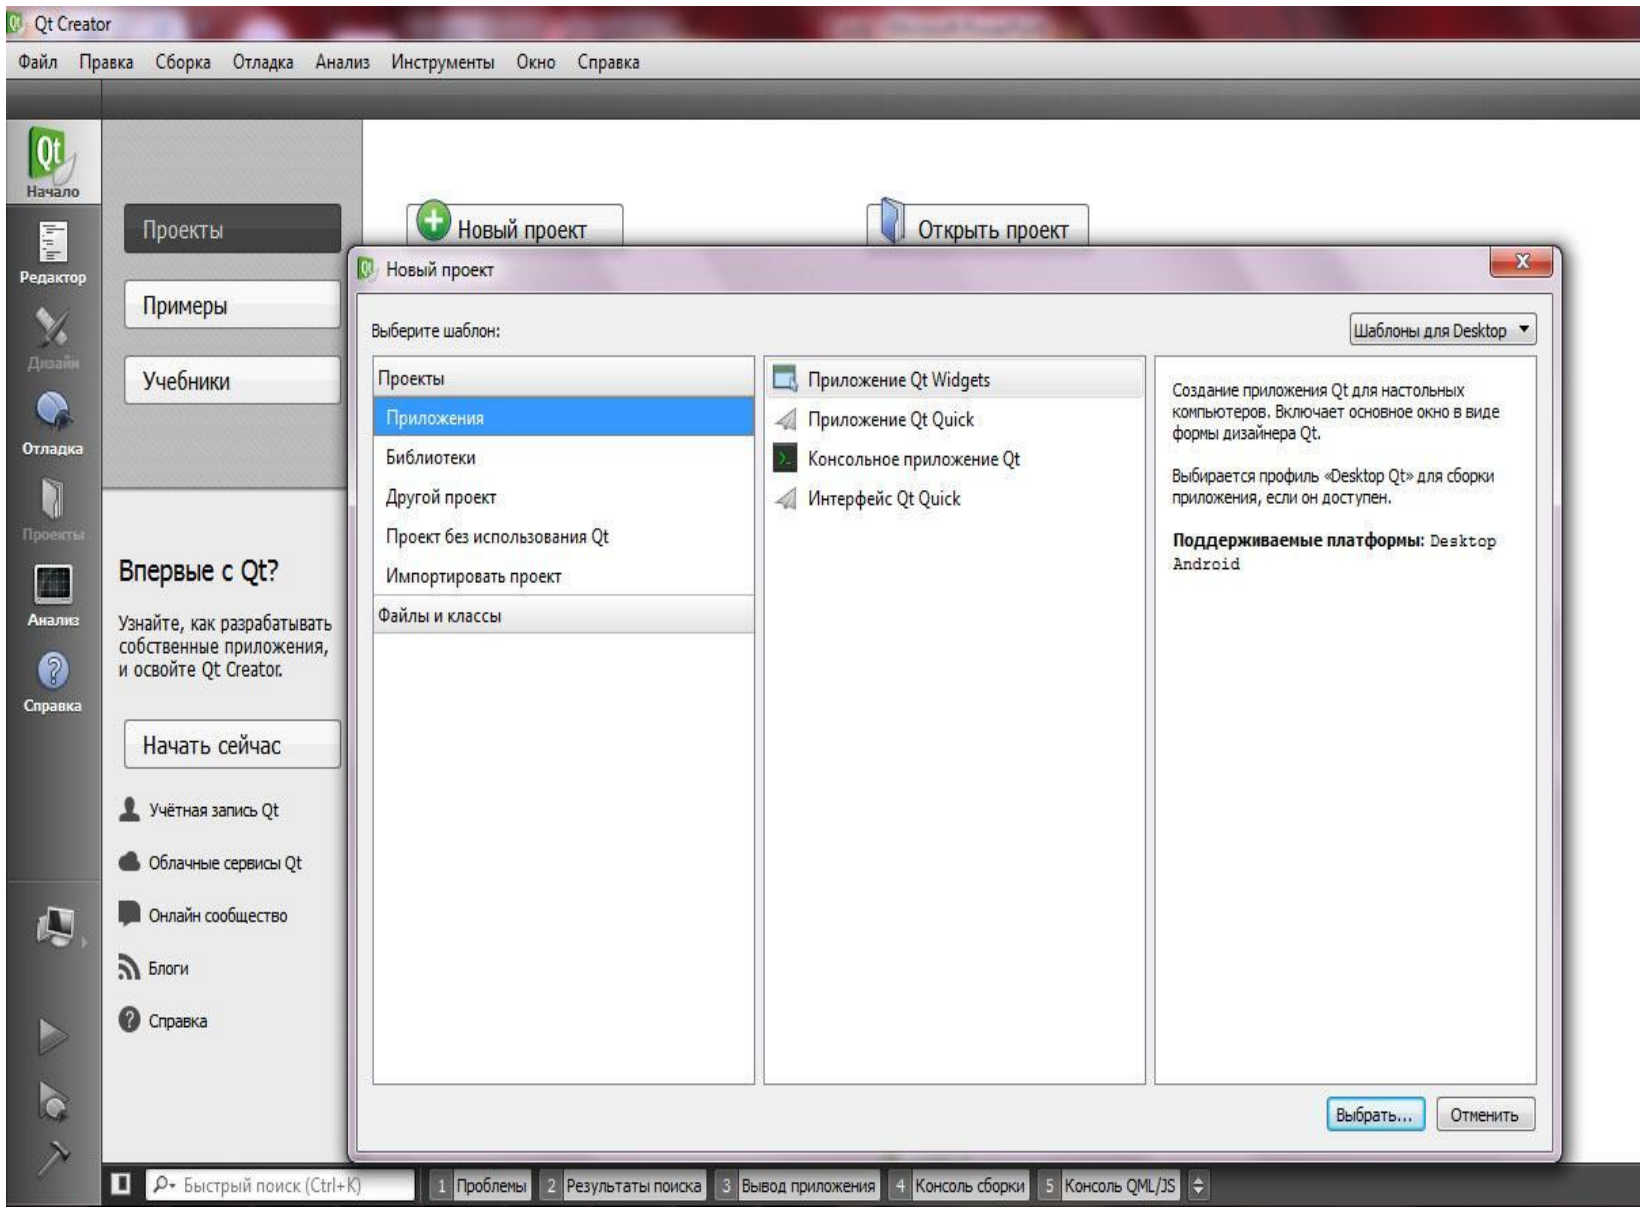 Qt Creator
Файл Правка Сборка Отладка Анализ Инструменты Окно Справка
Qt
Начало
Редактор
Дизайн
Отладка
Проекты
Анализ
Справка
Проекты
Примеры
Учебники
Новый проект
Открыть проект
Впервые с Qt?
Узнайте, как разрабатывать
собственные приложения,
и освойте Qt Creator.
Начать сейчас
Учётная запись Qt
Облачные сервисы Qt
Онлайн сообщество
Блоги
Справка
Новый проект
Выберите шаблон:
Шаблоны для Desktop
Проекты
Приложения
Библиотеки
Другой проект
Проект без использования Qt
Импортировать проект
Файлы и классы
Приложение Qt Widgets
Приложение Qt Quick
Консольное приложение Qt
Интерфейс Qt Quick
Создание приложения Qt для настольных
компьютеров. Включает основное окно в виде
формы дизайнера Qt.
Выбирается профиль «Desktop Qt» для сборки
приложения, если он доступен.
Поддерживаемые платформы: Desktop
Android
Выбрать... Отменить
Быстрый поиск (Ctrl+K) 1 Проблемы 2 Результаты поиска 3 Вывод приложения 4 Консоль сборки 5 Консоль QML/JS